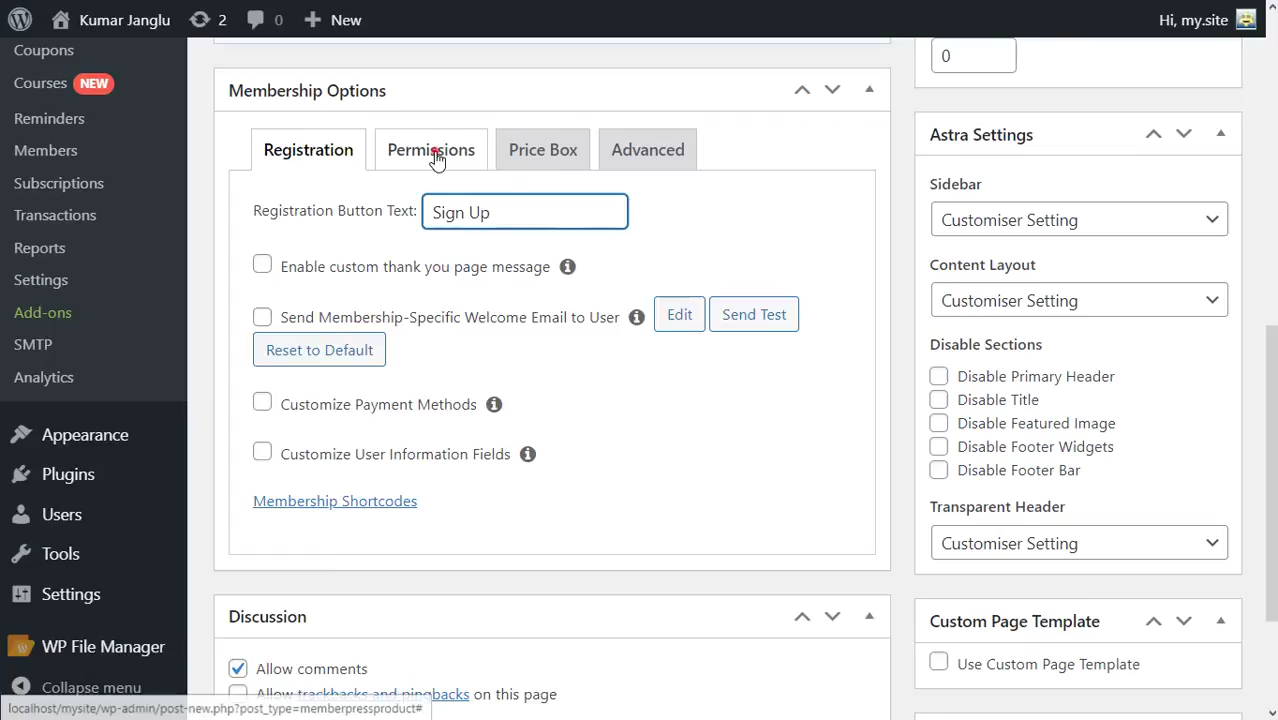 Kumar Janglu 2 0 New Hi, my.site
Coupons
Courses NEW
Reminders
Members
Subscriptions
Transactions
Reports
Settings
Add-ons
SMTP
Analytics
Appearance
Plugins
Users
Tools
Settings
WP File Manager
Collapse menu
Membership Options
Registration Permissions Price Box Advanced
Registration Button Text: Sign Up
Enable custom thank you page message
Send Membership-Specific Welcome Email to User Edit Send Test
Reset to Default
Customize Payment Methods
Customize User Information Fields
Membership Shortcodes
Discussion
Allow comments
Allow trackbacks and pingbacks on this page
0
Astra Settings
Sidebar
Customiser Setting
Content Layout
Customiser Setting
Disable Sections
Disable Primary Header
Disable Title
Disable Featured Image
Disable Footer Widgets
Disable Footer Bar
Transparent Header
Customiser Setting
Custom Page Template
Use Custom Page Template
localhost/mysite/wp-admin/post-new.php?post_type=memberpressproduct#